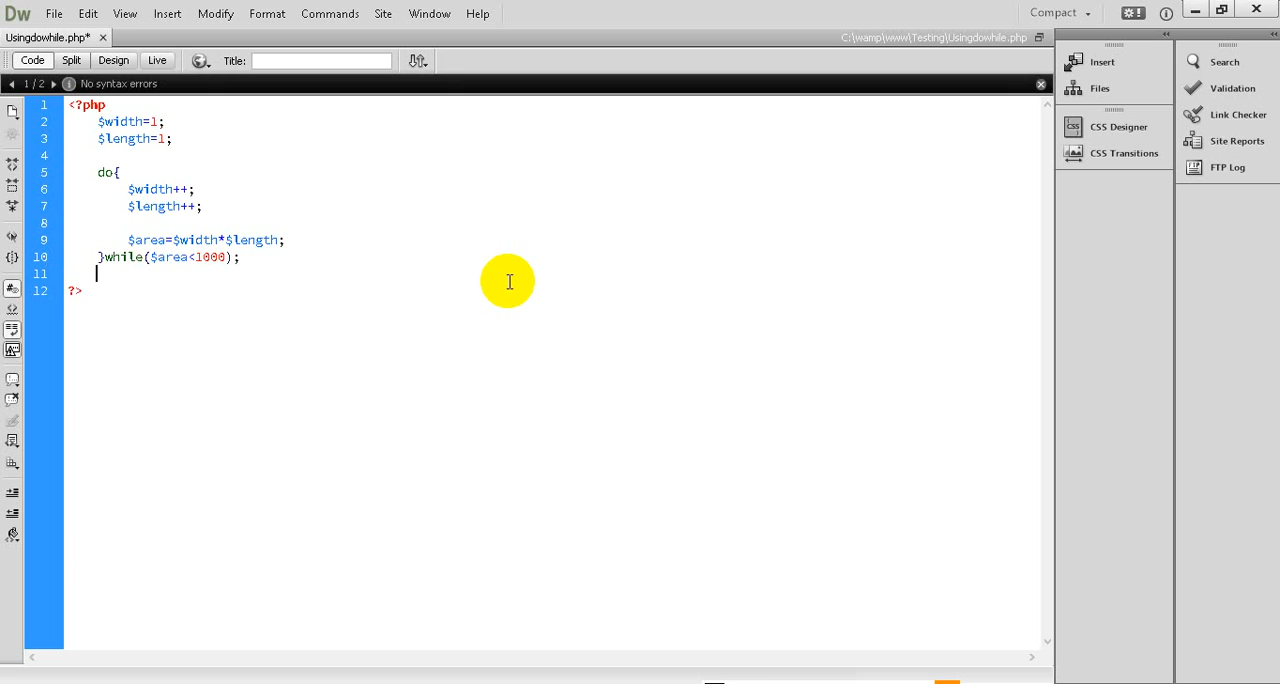 Dw File Edit View Insert Modify Format Commands Site Window Help Compact
Usingdowhile.php* C:\wamp\www\Testing\Usingdowhile.php
Code Split Design Live Title:
1 / 2 No syntax errors
1 <?php
2 $width=1;
3 $length=1;
4
5 do{
6 $width++;
7 $length++;
8
9 $area=$width*$length;
10 }while($area<1000);
11
12 ?>
Insert
Files
CSS Designer
CSS Transitions
Search
Validation
Link Checker
Site Reports
FTP Log